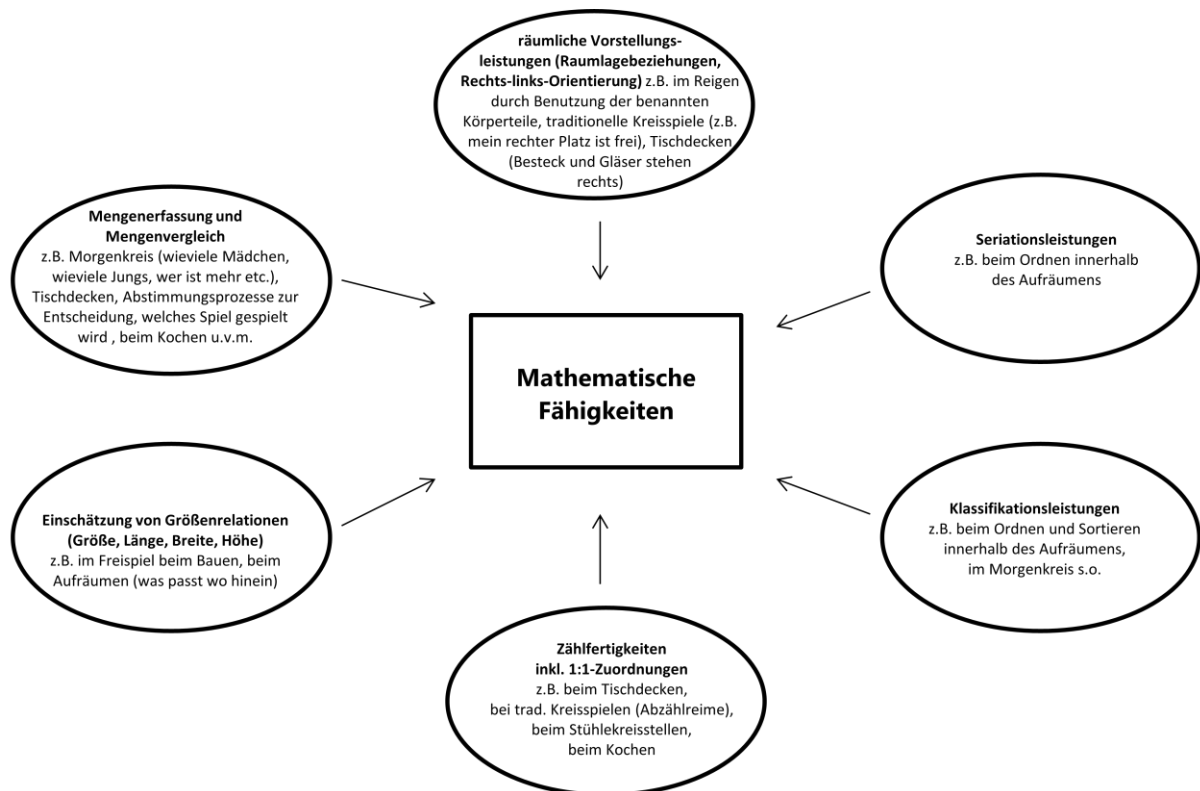 räumliche Vorstellungs-
leistungen (Raumlagebeziehungen,
Rechts-links-Orientierung) z.B. im Reigen
durch Benutzung der benannten
Körperteile, traditionelle Kreisspiele (z.B.
mein rechter Platz ist frei), Tischdecken
(Besteck und Gläser stehen
rechts)
Mengenerfassung und
Mengenvergleich
z.B. Morgenkreis (wieviele Mädchen,
wieviele Jungs, wer ist mehr etc.),
Tischdecken, Abstimmungsprozesse zur
Entscheidung, welches Spiel gespielt
wird , beim Kochen u.v.m.
Seriationsleistungen
z.B. beim Ordnen innerhalb
des Aufräumens
Mathematische
Fähigkeiten
Einschätzung von Größenrelationen
(Größe, Länge, Breite, Höhe)
z.B. im Freispiel beim Bauen, beim
Aufräumen (was passt wo hinein)
Klassifikationsleistungen
z.B. beim Ordnen und Sortieren
innerhalb des Aufräumens,
im Morgenkreis s.o.
Zählfertigkeiten
inkl. 1:1-Zuordnungen
z.B. beim Tischdecken,
bei trad. Kreisspielen (Abzählreime),
beim Stühlekreisstellen,
beim Kochen